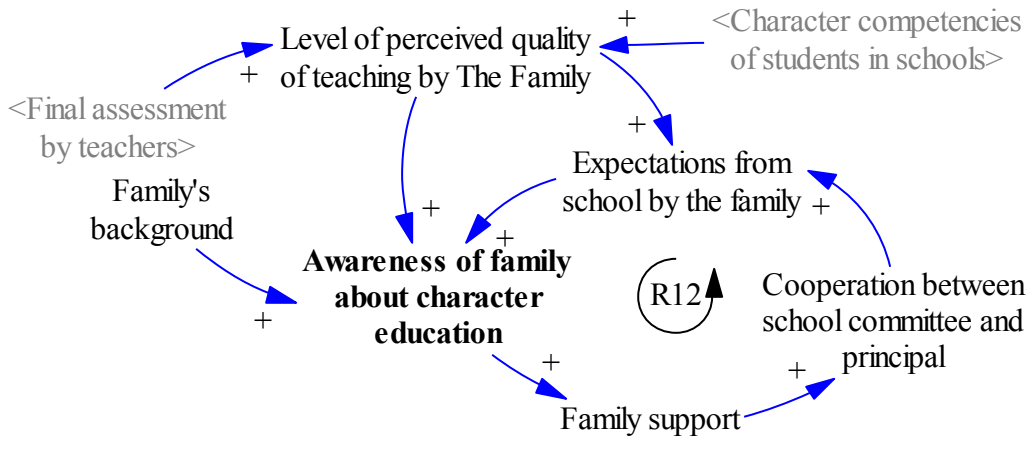 Level of perceived quality
of teaching by The Family
<Character competencies
of students in schools>
+
+
<Final assessment
by teachers>
Family's
background
+
Expectations from
school by the family
+
+
+
Awareness of family
about character
education
+
R12
Cooperation between
school committee and
principal
+
+
Family support